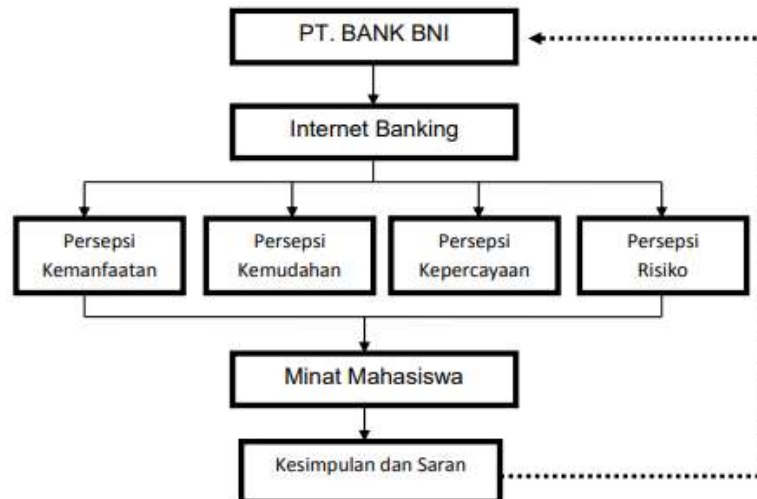 PT. BANK BNI
Internet Banking
Persepsi
Kemanfaatan
Persepsi
Kemudahan
Persepsi
Kepercayaan
Persepsi
Risiko
Minat Mahasiswa
Kesimpulan dan Saran